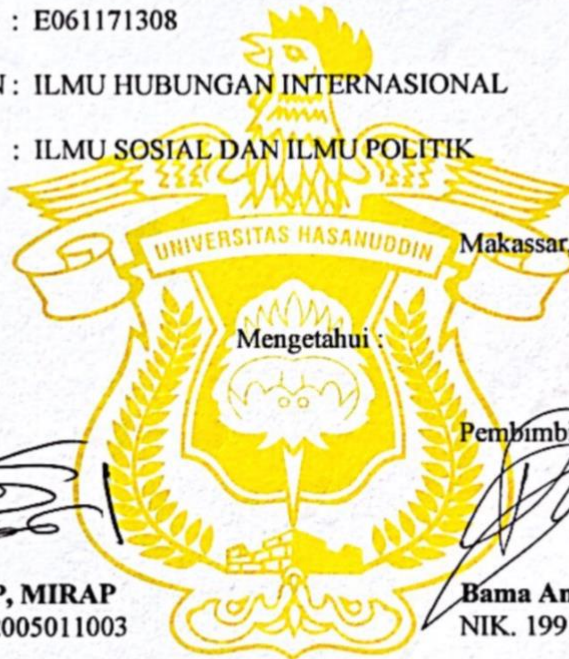 : E061171308
N : ILMU HUBUNGAN INTERNASIONAL
: ILMU SOSIAL DAN ILMU POLITIK
UNIVERSITAS HASANUDDIN
Makassar,
Mengetahui :
Pembimbi
P, MIRAP
005011003
Bama An
NIK. 199